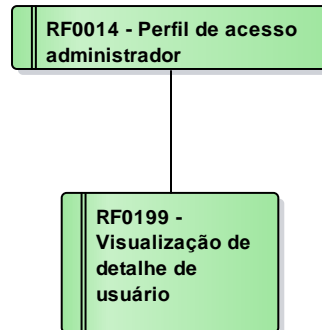 RF0014 - Perfil de acesso
administrador
RF0199 -
Visualização de
detalhe de
usuário